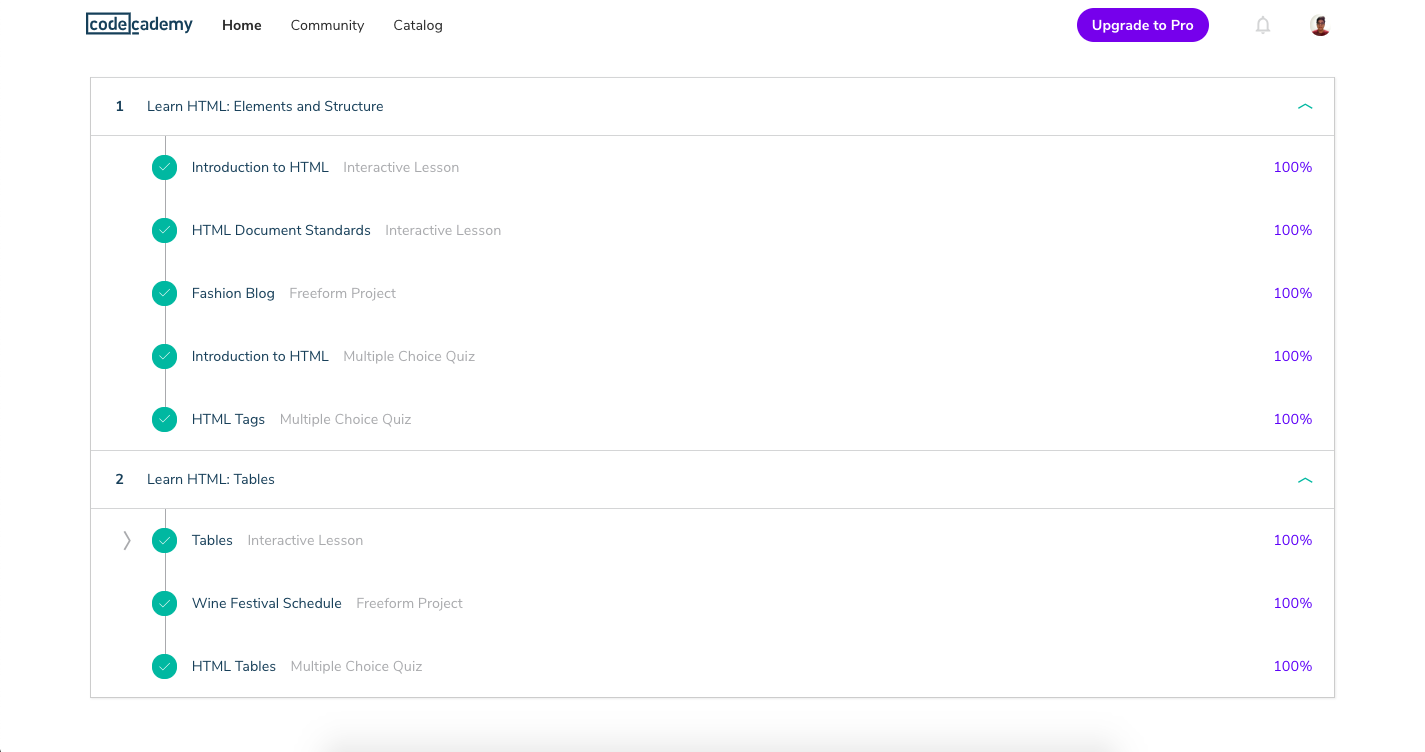 codecademy Home Community Catalog Upgrade to Pro
1 Learn HTML: Elements and Structure
Introduction to HTML Interactive Lesson 100%
HTML Document Standards Interactive Lesson 100%
Fashion Blog Freeform Project 100%
Introduction to HTML Multiple Choice Quiz 100%
HTML Tags Multiple Choice Quiz 100%
2 Learn HTML: Tables
Tables Interactive Lesson 100%
Wine Festival Schedule Freeform Project 100%
HTML Tables Multiple Choice Quiz 100%